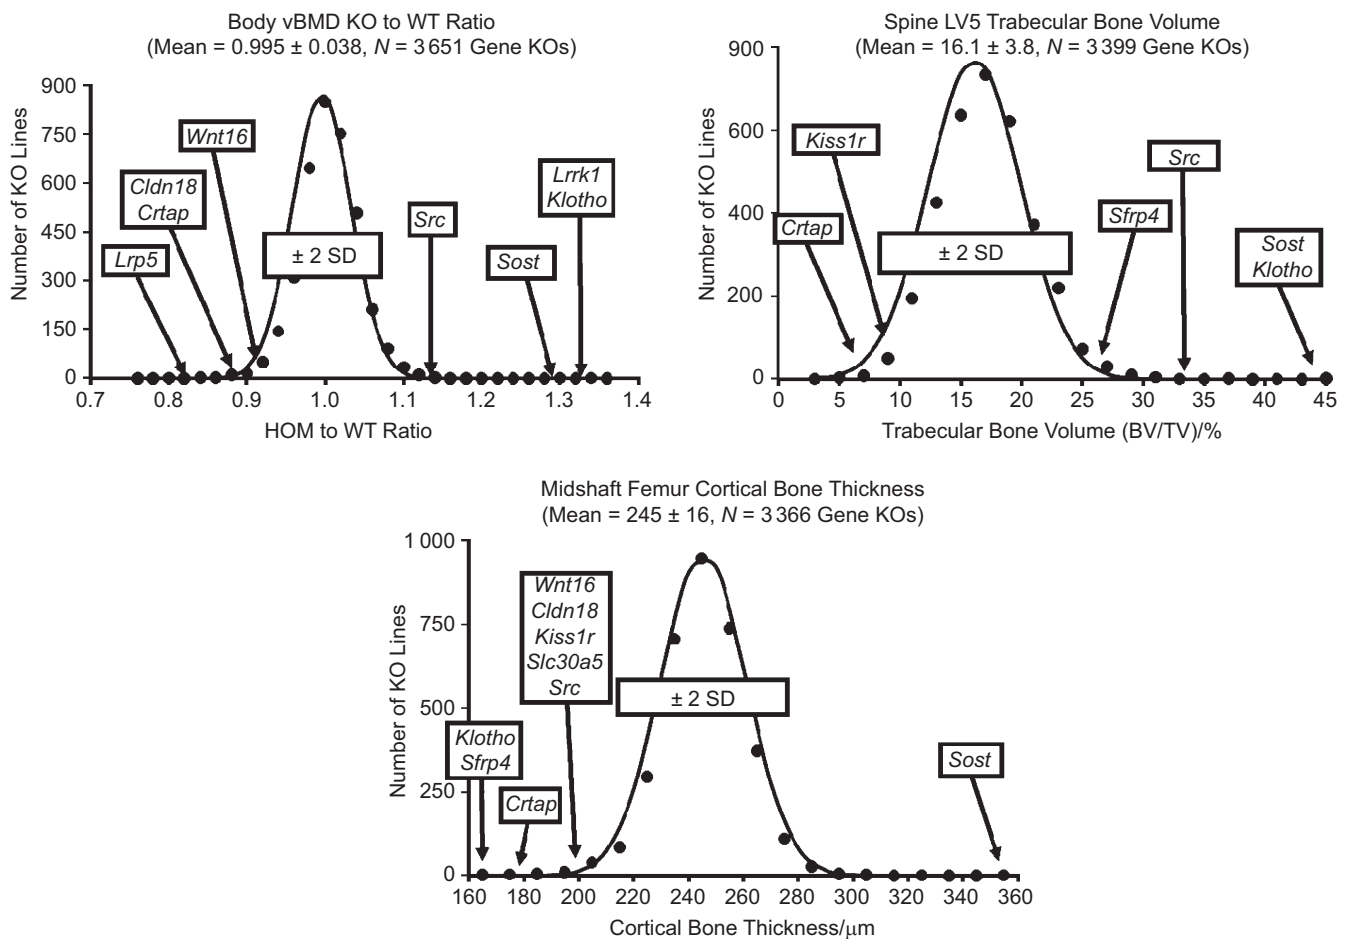 Body vBMD KO to WT Ratio
(Mean = 0.995 ± 0.038, N = 3 651 Gene KOs)
Number of KO Lines
900
750
600
450
300
150
0
0.7
0.8
0.9
1.0
1.1
1.2
1.3
1.4
HOM to WT Ratio
Wnt16
Cldn18
Crtap
Lrp5
± 2 SD
Src
Sost
Lrrk1
Klotho
Spine LV5 Trabecular Bone Volume
(Mean = 16.1 ± 3.8, N = 3 399 Gene KOs)
Number of KO Lines
900
600
400
200
0
0
5
10
15
20
25
30
35
40
45
Trabecular Bone Volume (BV/TV)/%
Kiss1r
Crtap
± 2 SD
Sfrp4
Src
Sost
Klotho
Midshaft Femur Cortical Bone Thickness
(Mean = 245 ± 16, N = 3 366 Gene KOs)
Number of KO Lines
1 000
750
500
250
0
160
180
200
220
240
260
280
300
320
340
360
Cortical Bone Thickness/μm
Wnt16
Cldn18
Kiss1r
Slc30a5
Src
Klotho
Sfrp4
Crtap
± 2 SD
Sost